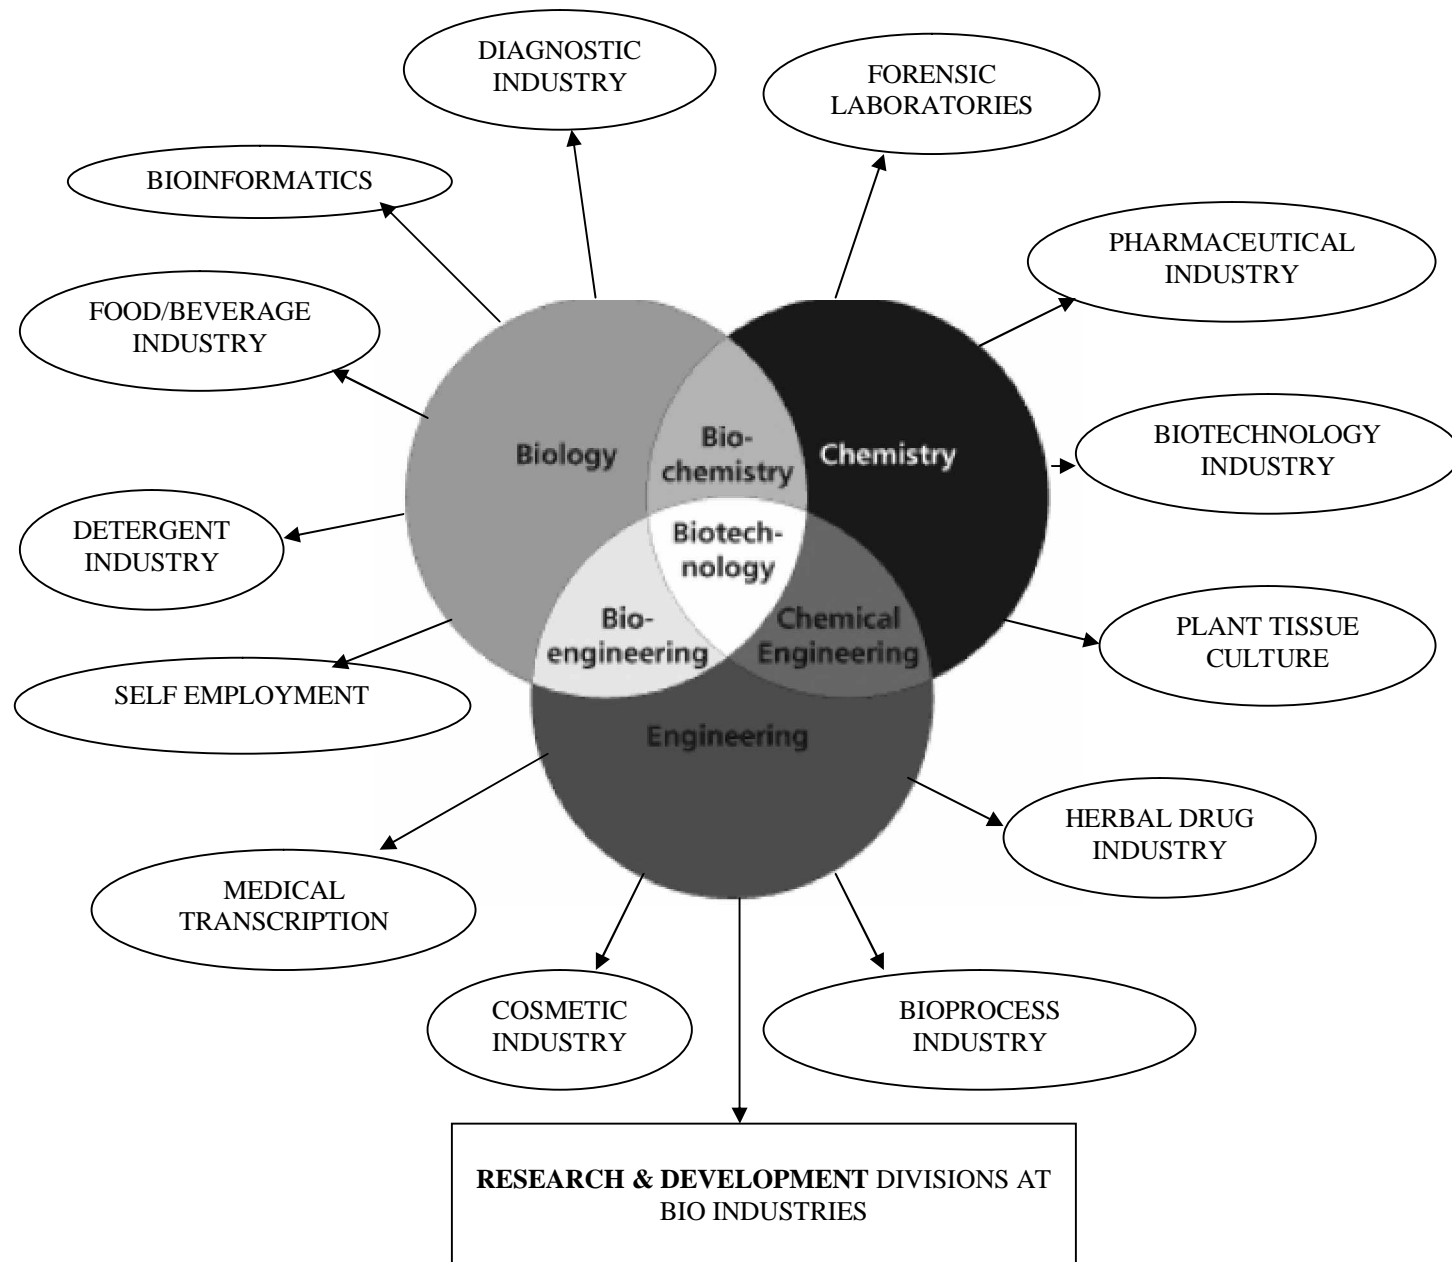 DIAGNOSTIC
INDUSTRY
FORENSIC
LABORATORIES
BIOINFORMATICS
PHARMACEUTICAL
INDUSTRY
FOOD/BEVERAGE
INDUSTRY
Biology
Bio-
chemistry
Chemistry
BIOTECHNOLOGY
INDUSTRY
DETERGENT
INDUSTRY
Biotech-
nology
Bio-
engineering
Chemical
Engineering
PLANT TISSUE
CULTURE
SELF EMPLOYMENT
Engineering
HERBAL DRUG
INDUSTRY
MEDICAL
TRANSCRIPTION
COSMETIC
INDUSTRY
BIOPROCESS
INDUSTRY
RESEARCH & DEVELOPMENT DIVISIONS AT
BIO INDUSTRIES